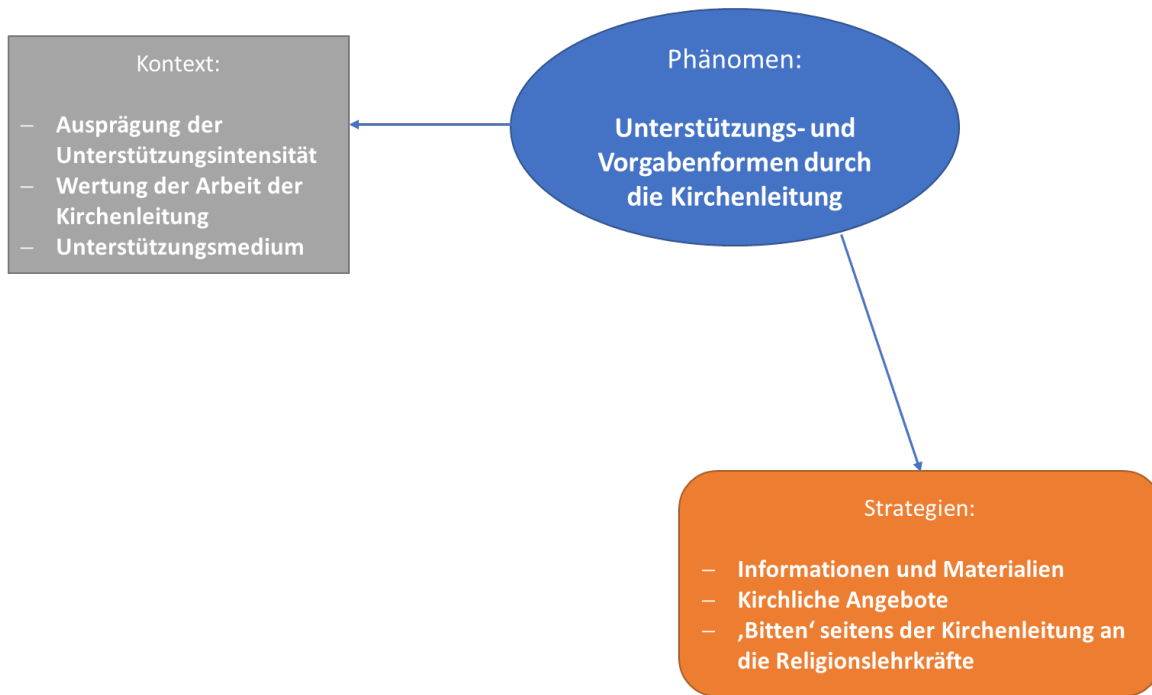 Kontext:
– Ausprägung der
Unterstützungsintensität
– Wertung der Arbeit der
Kirchenleitung
– Unterstützungsmedium
Phänomen:
Unterstützungs- und
Vorgabenformen durch
die Kirchenleitung
Strategien:
– Informationen und Materialien
– Kirchliche Angebote
– ‚Bitten‘ seitens der Kirchenleitung an
die Religionslehrkräfte